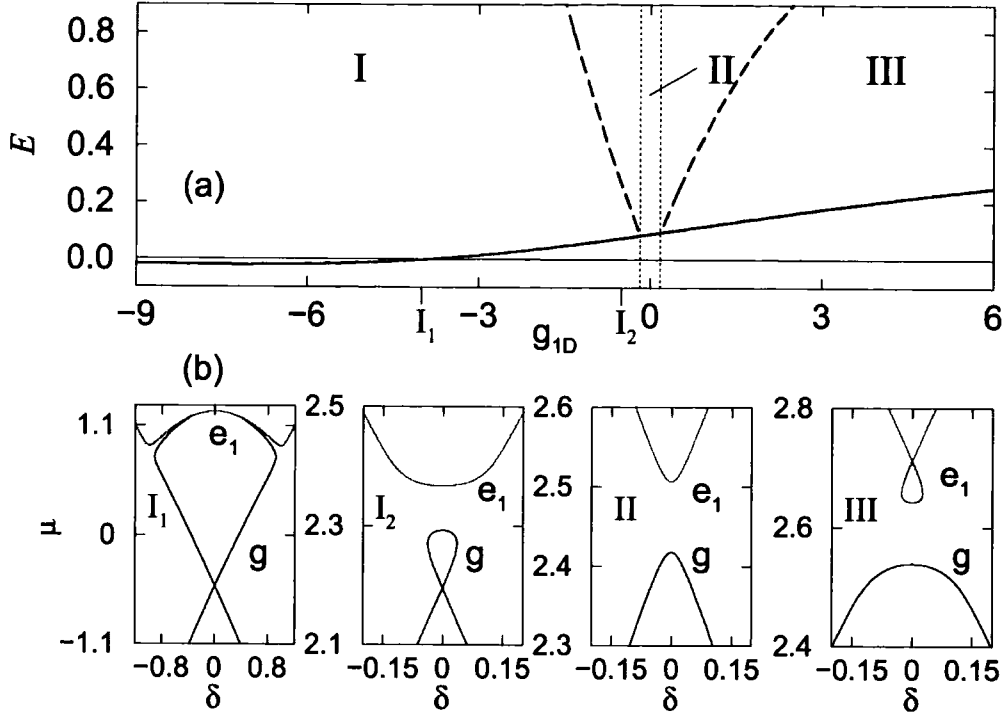 0.8
I
II
III
0.6
E
0.4
(a)
0.2
0.0
−9 −6 I₁ −3 I₂ 0 3 6
g₁D
(b)
1.1
e₁
I₁
μ
0
g
−1.1
−0.8 0 0.8
δ
2.5
e₁
I₂
2.3
g
2.1
−0.15 0 0.15
δ
2.6
e₁
2.5
II
g
2.4
2.3
−0.15 0 0.15
δ
2.8
e₁
III
2.6
g
2.4
−0.15 0 0.15
δ